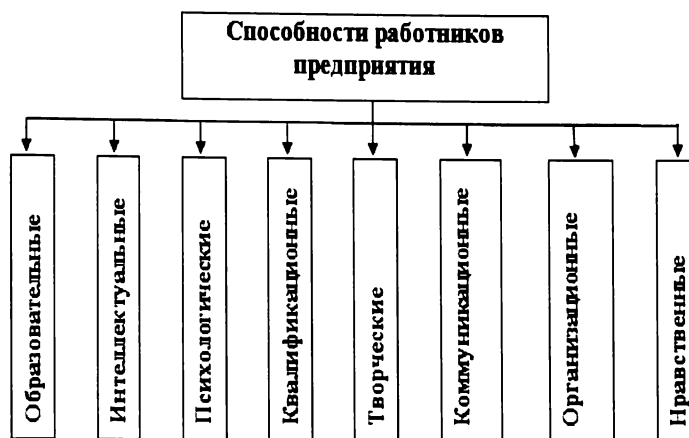 Способности работников
предприятия
Образовательные
Интеллектуальные
Психологические
Квалификационные
Творческие
Коммуникационные
Организационные
Нравственные